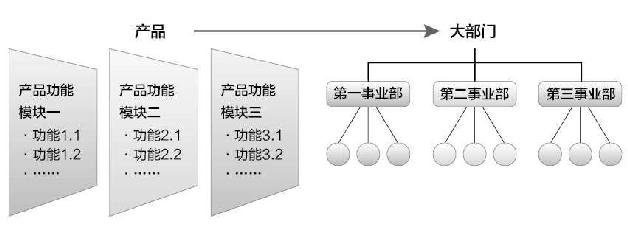 产品
大部门
产品功能
模块一
·功能1.1
·功能1.2
·……
产品功能
模块二
·功能2.1
·功能2.2
·……
产品功能
模块三
·功能3.1
·功能3.2
·……
第一事业部
第二事业部
第三事业部